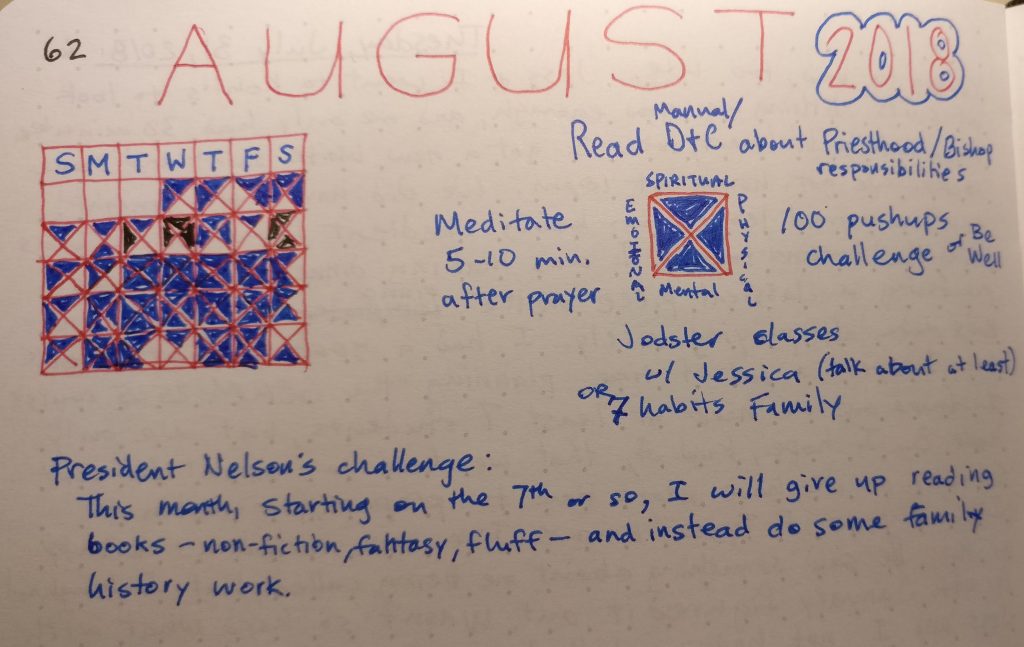 62
AUGUST 2018
S M T W T F S
Manual/
Read D+C about Priesthood/Bishop
responsibilities
SPIRITUAL
EMOTIONAL
PHYSICAL
Mental
Meditate
5-10 min.
after prayer
100 pushups
challenge or Be
Well
Jodster classes
w/ Jessica (talk about at least)
OR 7 habits Family
President Nelson's challenge:
This month, starting on the 7th or so, I will give up reading
books - non-fiction, fantasy, fluff - and instead do some family
history work.